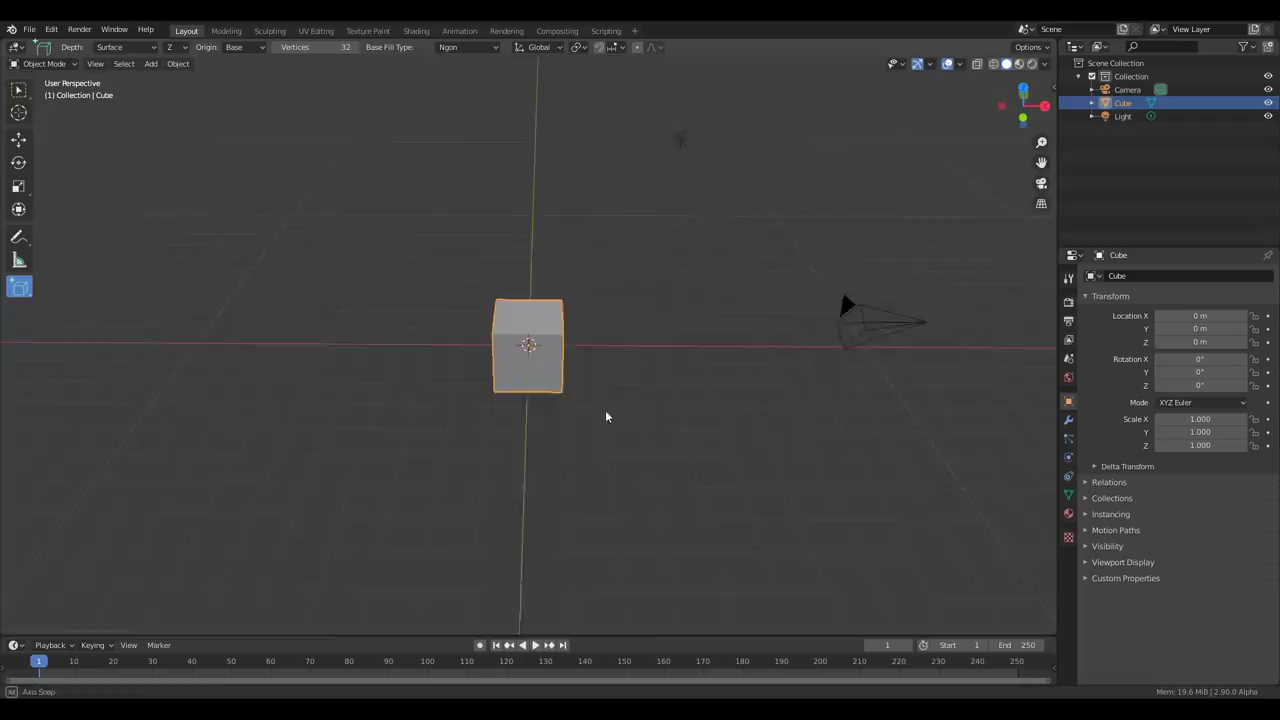 File Edit Render Window Help Layout Modeling Sculpting UV Editing Texture Paint Shading Animation Rendering Compositing Scripting + Scene View Layer
Depth: Surface Z Origin: Base Vertices 32 Base Fill Type: Ngon Global Options
Object Mode View Select Add Object
User Perspective
(1) Collection | Cube
Scene Collection
Collection
Camera
Cube
Light
Cube
Cube
Transform
Location X 0 m
Y 0 m
Z 0 m
Rotation X 0°
Y 0°
Z 0°
Mode XYZ Euler
Scale X 1.000
Y 1.000
Z 1.000
Delta Transform
Relations
Collections
Instancing
Motion Paths
Visibility
Viewport Display
Custom Properties
Playback Keying View Marker 1 Start 1 End 250
1 10 20 30 40 50 60 70 80 90 100 110 120 130 140 150 160 170 180 190 200 210 220 230 240 250
Axis Snap Mem: 19.6 MiB | 2.90.0 Alpha